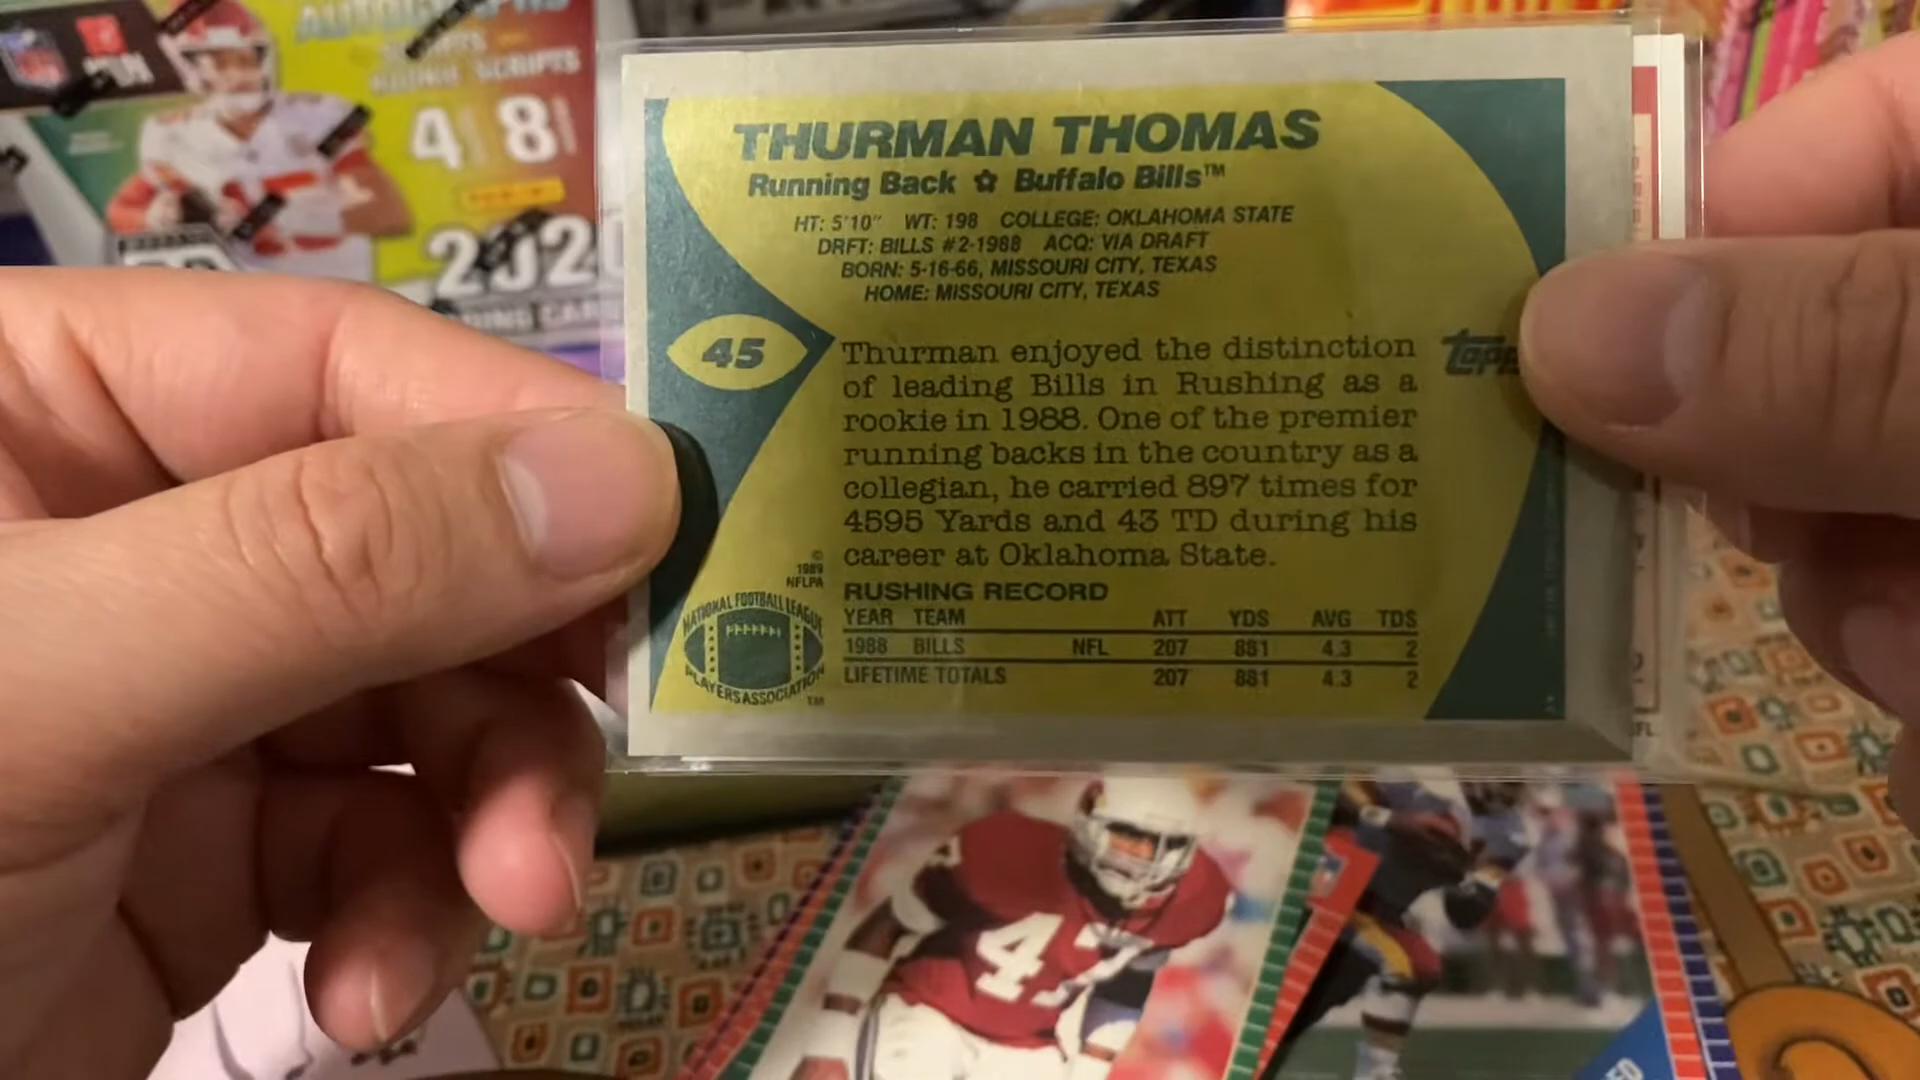 AUTOGRAPHS
ROOKIE SCRIPTS
4 8
2020
THURMAN THOMAS
Running Back ✩ Buffalo Bills™
HT: 5'10" WT: 198 COLLEGE: OKLAHOMA STATE
DRFT: BILLS #2-1988 ACQ: VIA DRAFT
BORN: 5-16-66, MISSOURI CITY, TEXAS
HOME: MISSOURI CITY, TEXAS
45
Thurman enjoyed the distinction
of leading Bills in Rushing as a
rookie in 1988. One of the premier
running backs in the country as a
collegian, he carried 897 times for
4595 Yards and 43 TD during his
career at Oklahoma State.
topps
© 1989
NFLPA
NATIONAL FOOTBALL LEAGUE
PLAYERS ASSOCIATION
TM
RUSHING RECORD
YEAR TEAM ATT YDS AVG TDS
1988 BILLS NFL 207 881 4.3 2
LIFETIME TOTALS 207 881 4.3 2
47